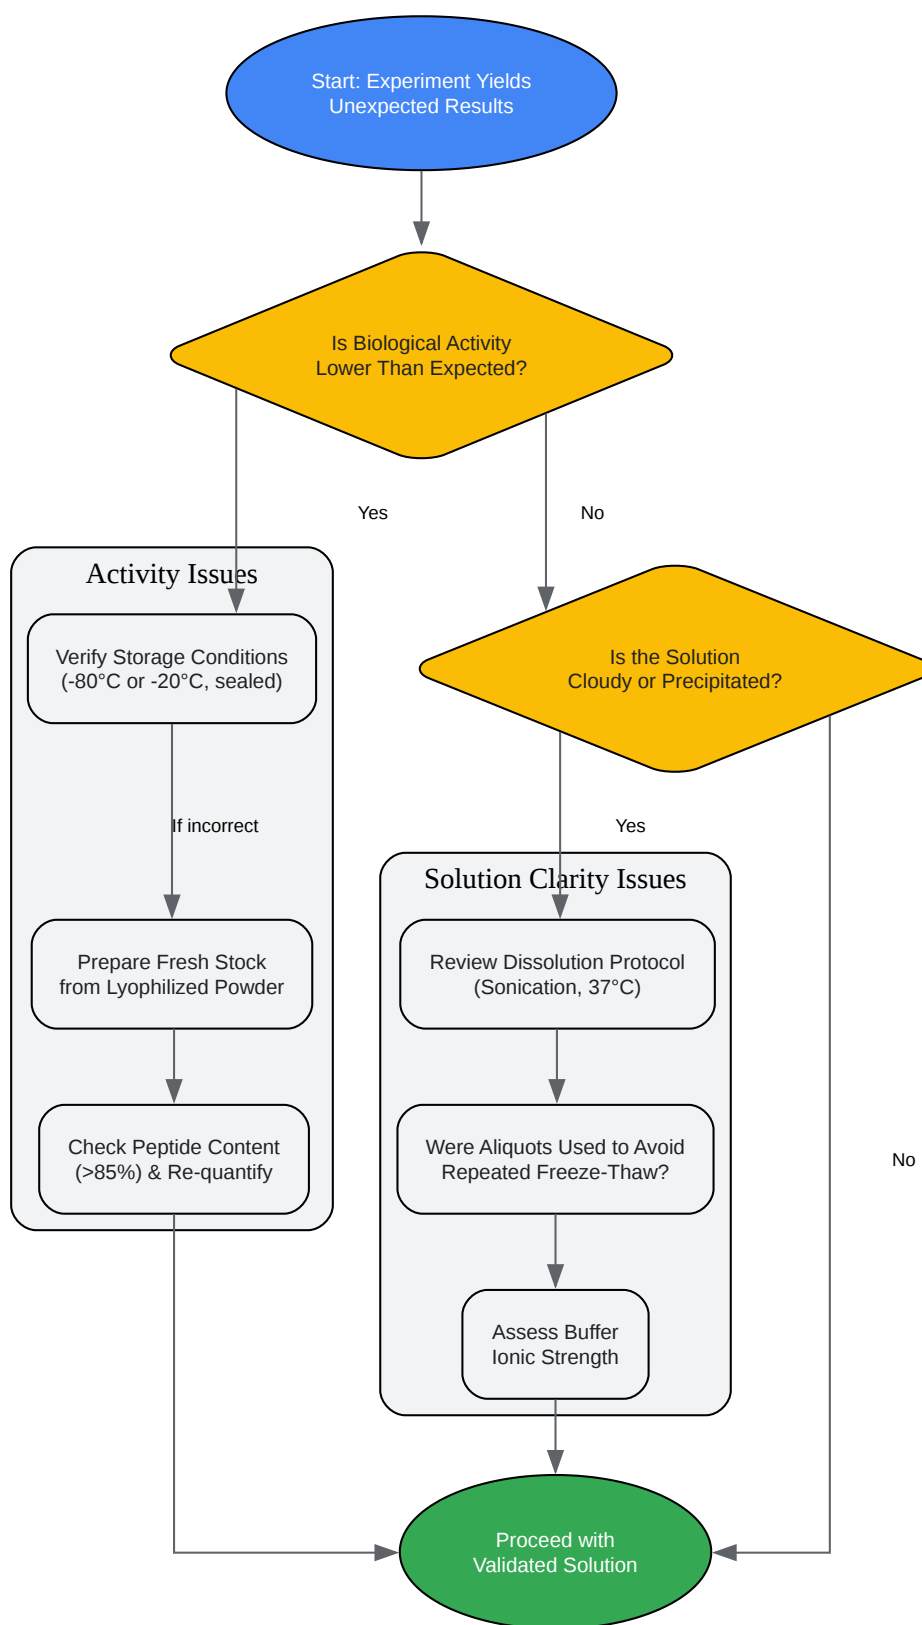 Start: Experiment Yields
Unexpected Results
Is Biological Activity
Lower Than Expected?
Yes
No
Activity Issues
Verify Storage Conditions
(-80°C or -20°C, sealed)
If incorrect
Prepare Fresh Stock
from Lyophilized Powder
Check Peptide Content
(>85%) & Re-quantify
Is the Solution
Cloudy or Precipitated?
Yes
No
Solution Clarity Issues
Review Dissolution Protocol
(Sonication, 37°C)
Were Aliquots Used to Avoid
Repeated Freeze-Thaw?
Assess Buffer
Ionic Strength
Proceed with
Validated Solution